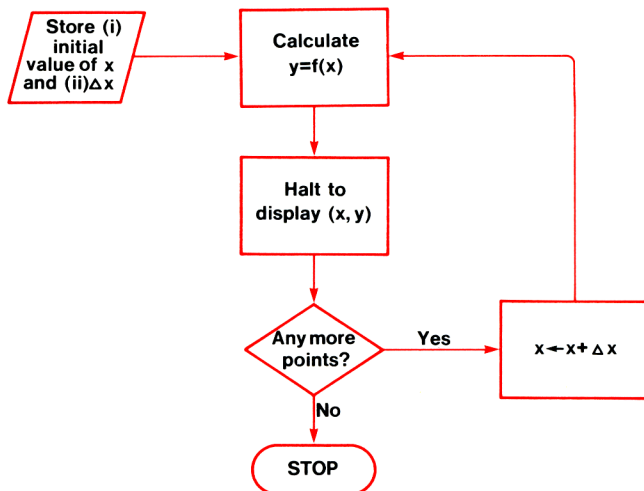 Store (i)
initial
value of x
and (ii)Δx
Calculate
y=f(x)
Halt to
display (x, y)
Any more
points?
Yes
x←x+Δx
No
STOP